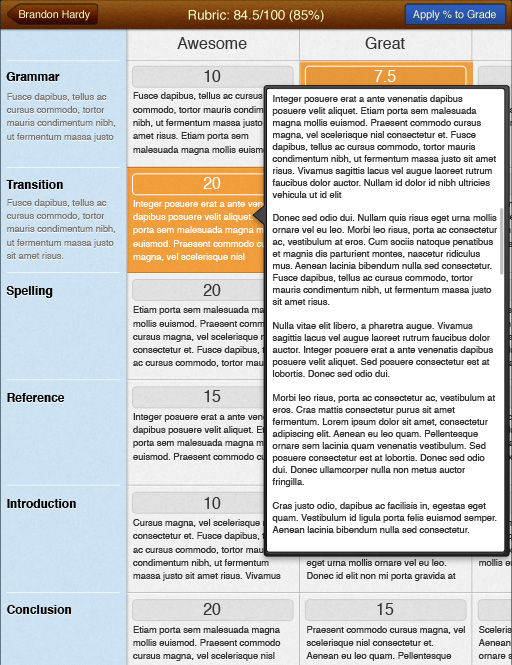 Brandon Hardy
Rubric: 84.5/100 (85%)
Apply % to Grade
Awesome
Great
Grammar
Fusce dapibus, tellus ac
cursus commodo, tortor
mauris condimentum nibh,
ut fermentum massa justo
10
Fusce dapibus, tellus ac cursus
commodo, tortor mauris condim
nibh, ut fermentum massa justo
amet risus. Etiam porta sem
malesuada magna mollis euism
7.5
Transition
Fusce dapibus, tellus ac
cursus commodo, tortor
mauris condimentum nibh,
ut fermentum massa justo
sit amet risus.
20
Integer posuere erat a ante ven
dapibus posuere velit aliquet.
porta sem malesuada magna m
euismod. Praesent commodo cu
magna, vel scelerisque nisl
Spelling
20
Etiam porta sem malesuada ma
mollis euismod. Praesent comm
cursus magna, vel scelerisque n
consectetur et. Fusce dapibus, t
ac cursus commodo, tortor mau
Reference
15
Integer posuere erat a ante ven
dapibus posuere velit aliquet. Et
porta sem malesuada magna m
euismod. Praesent commodo cu
Introduction
10
Cursus magna, vel scelerisque n
consectetur et. Fusce dapibus, t
ac cursus commodo, tortor mau
condimentum nibh, ut fermentum
massa justo sit amet risus. Vivamus
eget urna mollis ornare vel eu leo.
Donec id elit non mi porta gravida at
mollis e
Conclusion
20
Etiam porta sem malesuada magna
mollis euismod. Praesent commodo
cursus magna, vel scelerisque nisl
15
Praesent commodo cursus magna, vel
scelerisque nisl consectetur et.
Aenean eu leo quam. Pellentesque
Sceleris
Aenean
ornare s
Integer posuere erat a ante venenatis dapibus
posuere velit aliquet. Etiam porta sem malesuada
magna mollis euismod. Praesent commodo cursus
magna, vel scelerisque nisl consectetur et. Fusce
dapibus, tellus ac cursus commodo, tortor mauris
condimentum nibh, ut fermentum massa justo sit amet
risus. Vivamus sagittis lacus vel augue laoreet rutrum
faucibus dolor auctor. Nullam id dolor id nibh ultricies
vehicula ut id elit
Donec sed odio dui. Nullam quis risus eget urna mollis
ornare vel eu leo. Morbi leo risus, porta ac consectetur
ac, vestibulum at eros. Cum sociis natoque penatibus
et magnis dis parturient montes, nascetur ridiculus
mus. Aenean lacinia bibendum nulla sed consectetur.
Fusce dapibus, tellus ac cursus commodo, tortor
mauris condimentum nibh, ut fermentum massa justo
sit amet risus.
Nulla vitae elit libero, a pharetra augue. Vivamus
sagittis lacus vel augue laoreet rutrum faucibus dolor
auctor. Integer posuere erat a ante venenatis dapibus
posuere velit aliquet. Sed posuere consectetur est at
lobortis. Donec sed odio dui.
Morbi leo risus, porta ac consectetur ac, vestibulum at
eros. Cras mattis consectetur purus sit amet
fermentum. Lorem ipsum dolor sit amet, consectetur
adipiscing elit. Aenean eu leo quam. Pellentesque
ornare sem lacinia quam venenatis vestibulum. Sed
posuere consectetur est at lobortis. Donec sed odio
dui. Donec ullamcorper nulla non metus auctor
fringilla.
Cras justo odio, dapibus ac facilisis in, egestas eget
quam. Vestibulum id ligula porta felis euismod semper.
Aenean lacinia bibendum nulla sed consectetur.